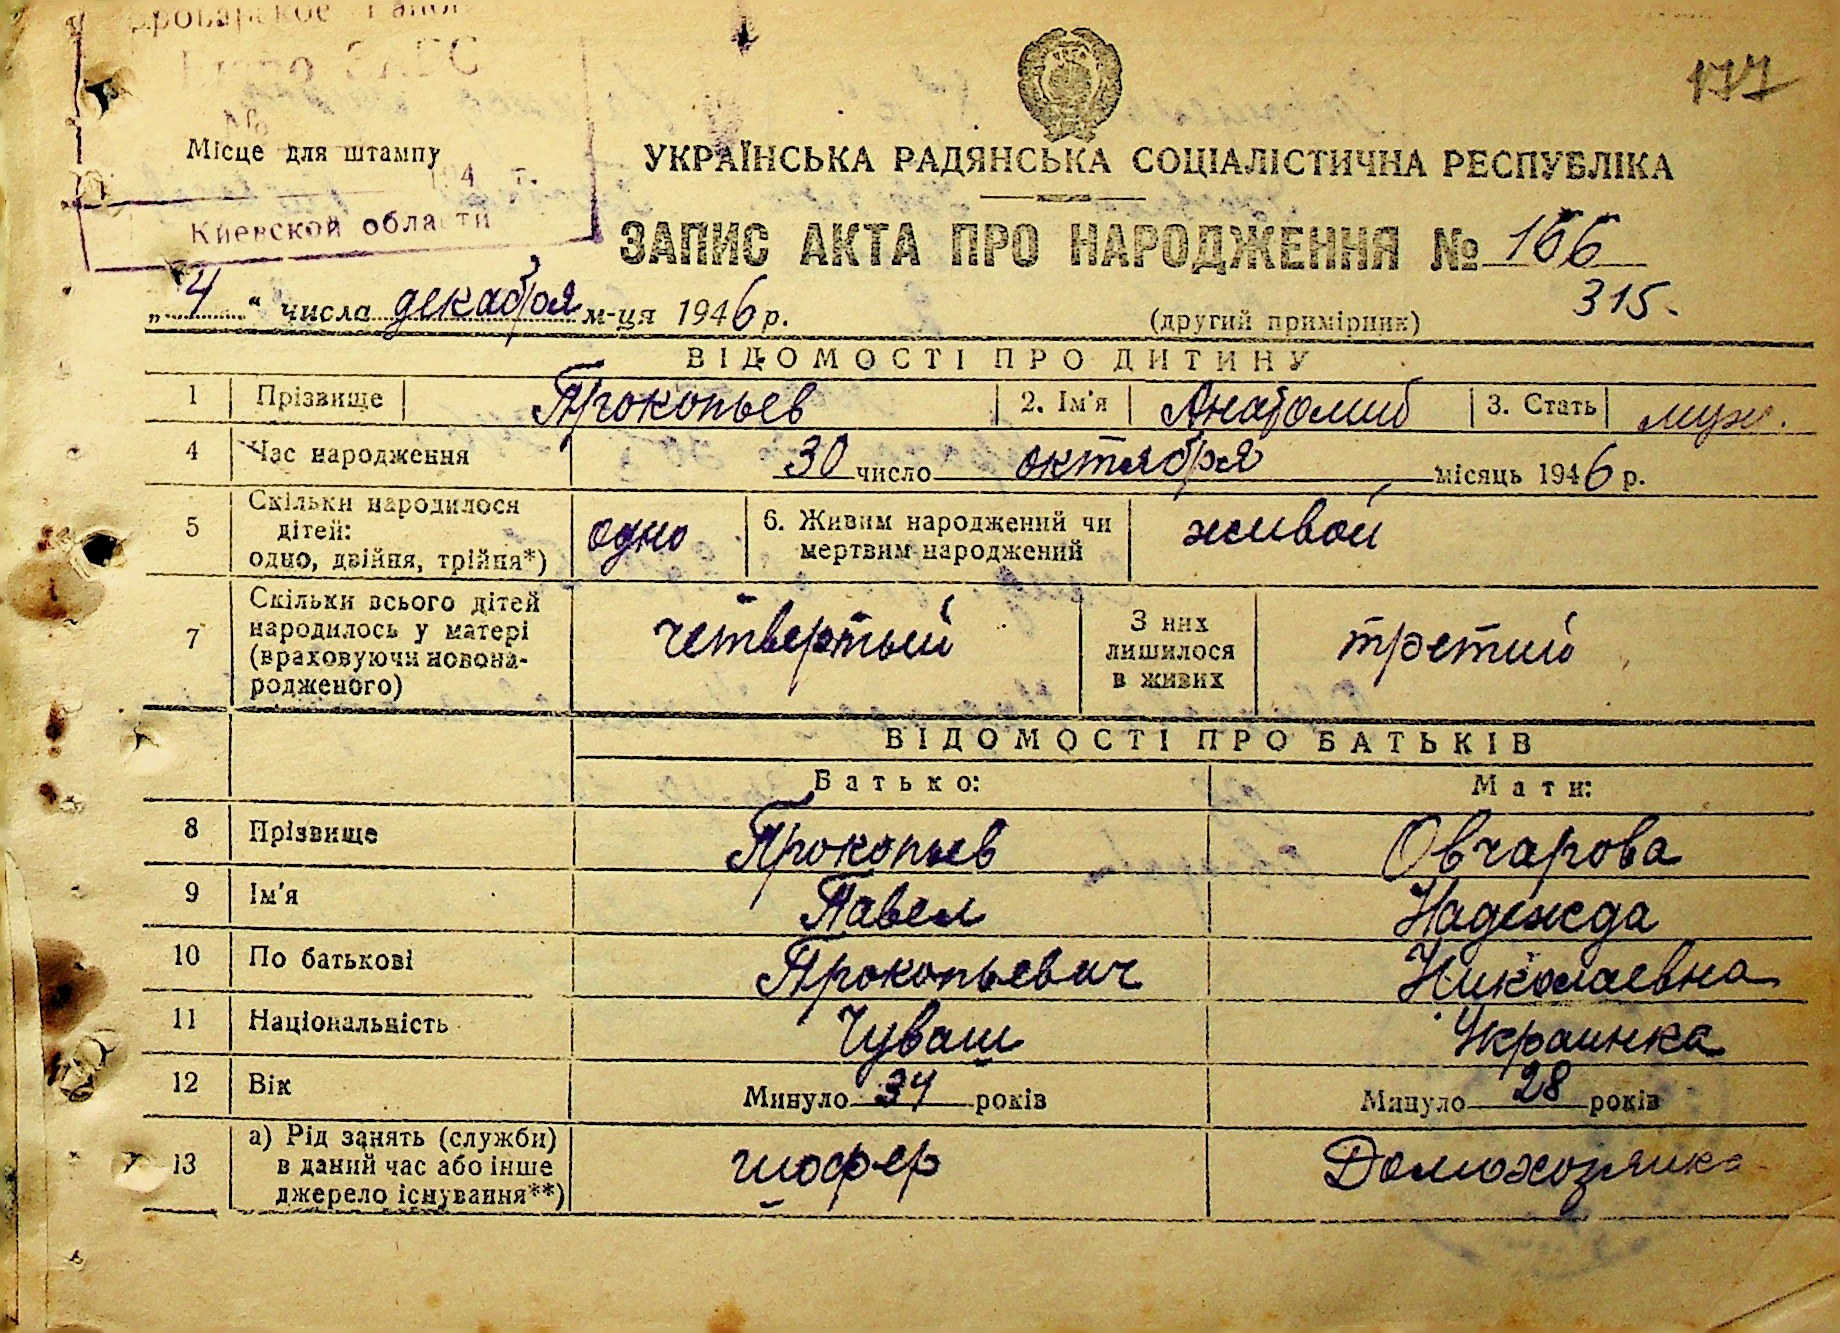 177
Місце для штампу
194 г.
Киевской области
УКРАЇНСЬКА РАДЯНСЬКА СОЦІАЛІСТИЧНА РЕСПУБЛІКА
ЗАПИС АКТА ПРО НАРОДЖЕННЯ № 166
315.
„4“ числа декабря м-ця 1946 р. (другий примірник)
ВІДОМОСТІ ПРО ДИТИНУ
1 Прізвище Прокопьев 2. Ім'я Анатолий 3. Стать муж.
4 Час народження 30 число октября місяць 1946 р.
5 Скільки народилося
дітей:
одно, двійня, трійня*)
одно
6. Живим народжений чи
мертвим народжений
живой
7 Скільки всього дітей
народилось у матері
(враховуючи новона-
родженого)
четвертый
З них
лишилося
в живих
третий
ВІДОМОСТІ ПРО БАТЬКІВ
Батько: Мати:
8 Прізвище Прокопьев Овчарова
9 Ім'я Павел Надежда
10 По батькові Прокопьевич Николаевна
11 Національність Чуваш Украинка
12 Вік Минуло 34 років Минуло 28 років
13 а) Рід занять (служби)
в даний час або інше
джерело існування**)
шофер Домохозяйка